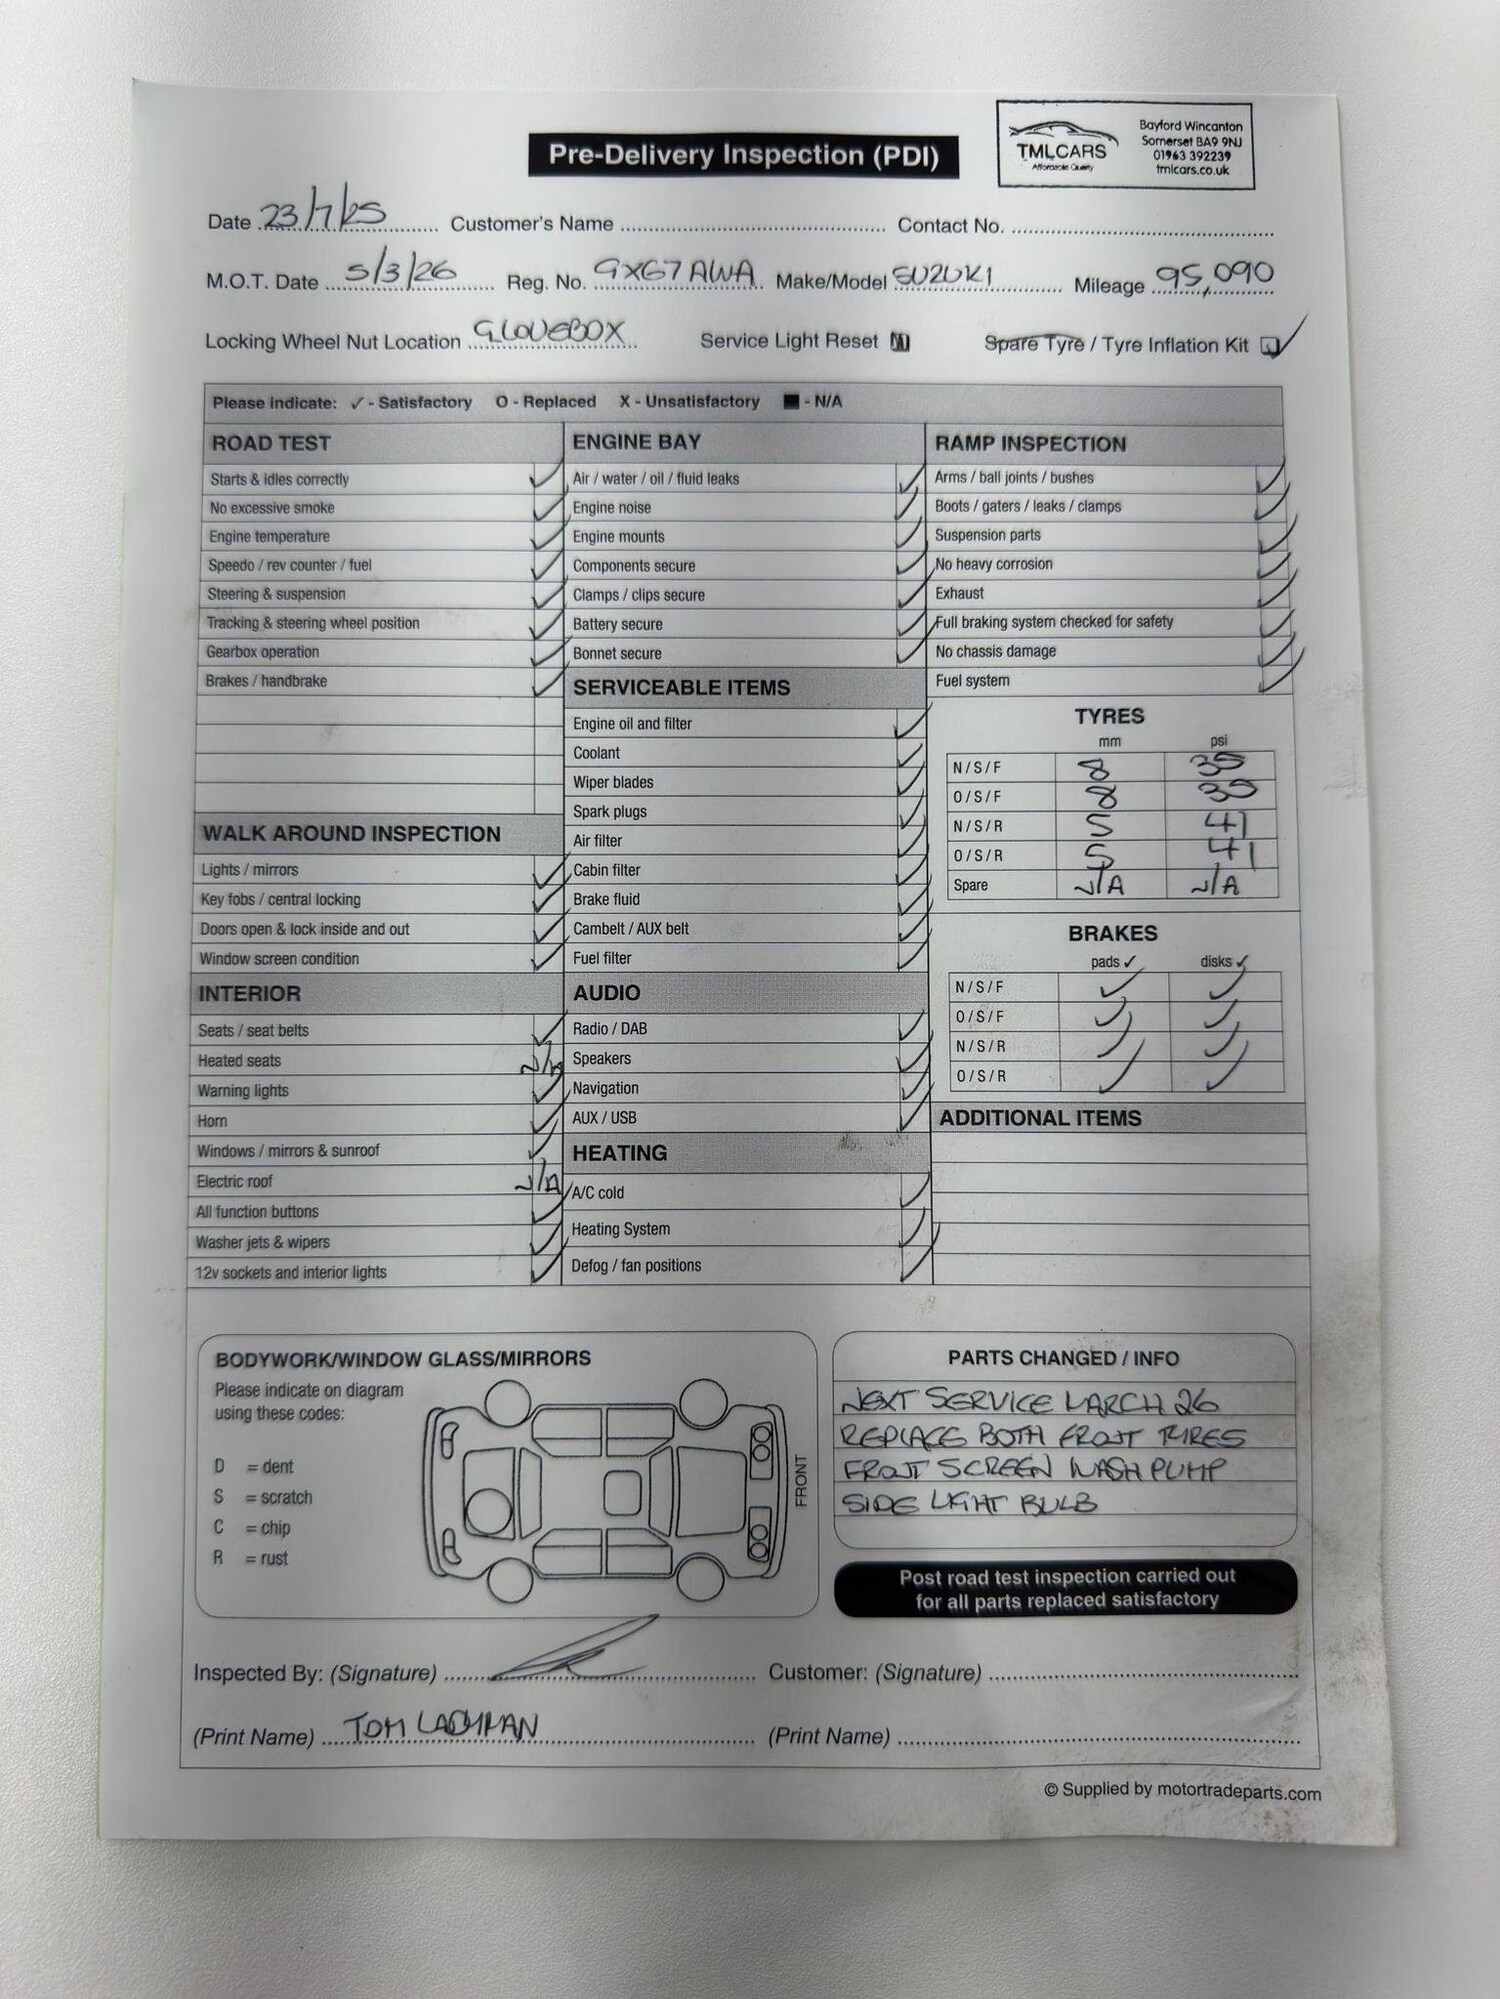 Pre-Delivery Inspection (PDI)
TMLCARS
Affordable Quality
Bayford Wincanton
Somerset BA9 9NJ
01963 392239
tmlcars.co.uk
Date 23/7/25 Customer's Name Contact No.
M.O.T. Date 5/3/26 Reg. No. GX67 AWA Make/Model SUZUKI Mileage 95,090
Locking Wheel Nut Location GLOVEBOX Service Light Reset Spare Tyre / Tyre Inflation Kit ✓
Please indicate: ✓ - Satisfactory O - Replaced X - Unsatisfactory ■ - N/A
ROAD TEST
Starts & idles correctly ✓
No excessive smoke ✓
Engine temperature ✓
Speedo / rev counter / fuel ✓
Steering & suspension ✓
Tracking & steering wheel position ✓
Gearbox operation ✓
Brakes / handbrake ✓
WALK AROUND INSPECTION
Lights / mirrors ✓
Key fobs / central locking ✓
Doors open & lock inside and out ✓
Window screen condition ✓
INTERIOR
Seats / seat belts ✓
Heated seats N/A
Warning lights ✓
Horn ✓
Windows / mirrors & sunroof ✓
Electric roof N/A
All function buttons ✓
Washer jets & wipers ✓
12v sockets and interior lights ✓
ENGINE BAY
Air / water / oil / fluid leaks ✓
Engine noise ✓
Engine mounts ✓
Components secure ✓
Clamps / clips secure ✓
Battery secure ✓
Bonnet secure ✓
SERVICEABLE ITEMS
Engine oil and filter ✓
Coolant ✓
Wiper blades ✓
Spark plugs ✓
Air filter ✓
Cabin filter ✓
Brake fluid ✓
Cambelt / AUX belt ✓
Fuel filter ✓
AUDIO
Radio / DAB ✓
Speakers ✓
Navigation ✓
AUX / USB ✓
HEATING
A/C cold ✓
Heating System ✓
Defog / fan positions ✓
RAMP INSPECTION
Arms / ball joints / bushes ✓
Boots / gaters / leaks / clamps ✓
Suspension parts ✓
No heavy corrosion ✓
Exhaust ✓
Full braking system checked for safety ✓
No chassis damage ✓
Fuel system ✓
TYRES
mm psi
N/S/F 8 35
O/S/F 8 35
N/S/R 5 41
O/S/R 5 41
Spare N/A N/A
BRAKES
pads ✓ disks ✓
N/S/F ✓ ✓
O/S/F ✓ ✓
N/S/R ✓ ✓
O/S/R ✓ ✓
ADDITIONAL ITEMS
BODYWORK/WINDOW GLASS/MIRRORS
Please indicate on diagram
using these codes:
D = dent
S = scratch
C = chip
R = rust
FRONT
PARTS CHANGED / INFO
NEXT SERVICE MARCH 26
REPLACE BOTH FRONT TYRES
FRONT SCREEN WASH PUMP
SIDE LIGHT BULB
Post road test inspection carried out
for all parts replaced satisfactory
Inspected By: (Signature) Customer: (Signature)
(Print Name) TOM (Print Name)
© Supplied by motortradeparts.com